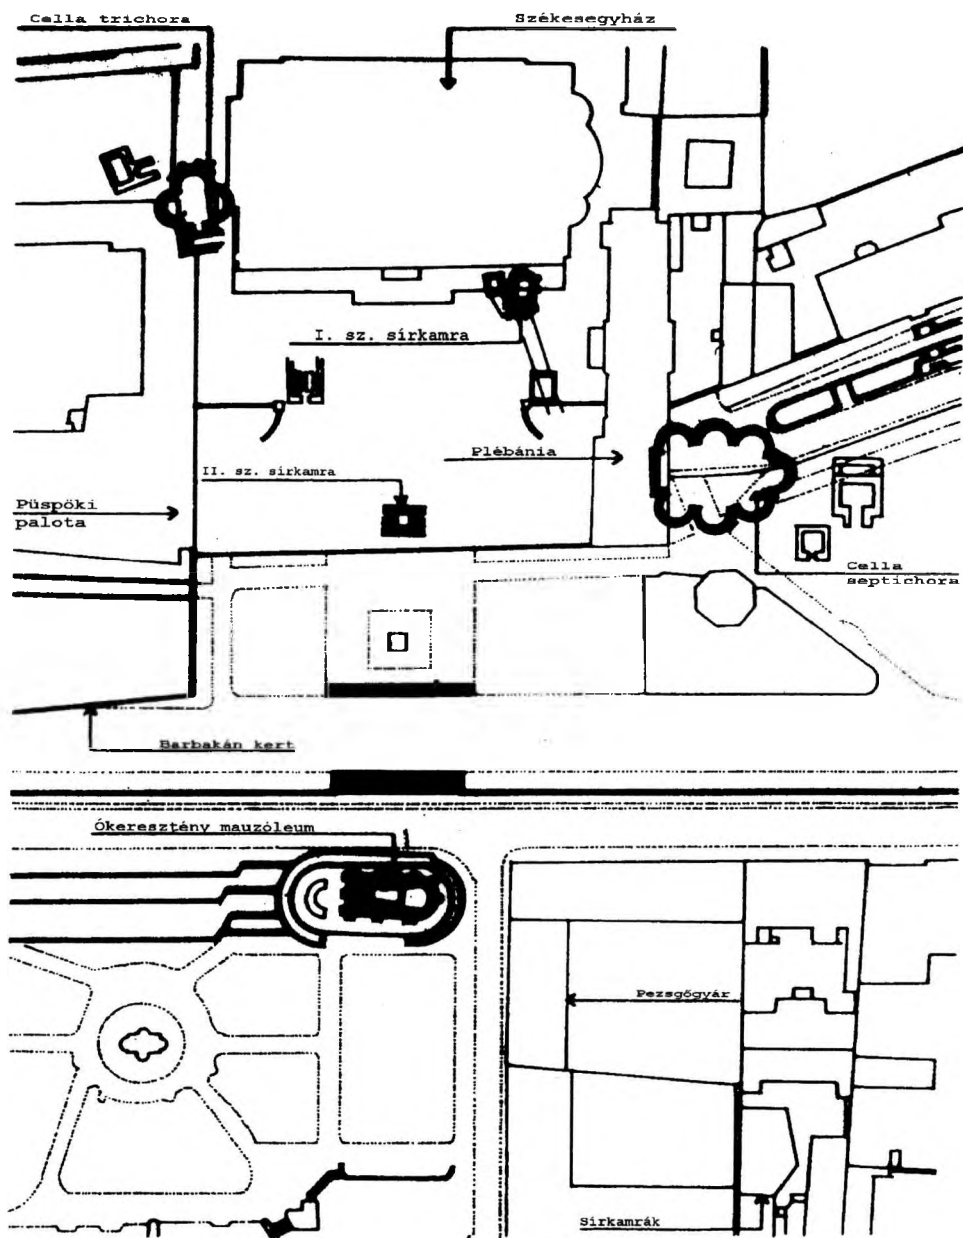 Cella trichora
Székesegyház
I. sz. sírkamra
Plébánia
II. sz. sírkamra
Püspöki
palota
Cella
septichora
Barbakán kert
Ókeresztény mauzóleum
Pezsgőgyár
Sírkamrák